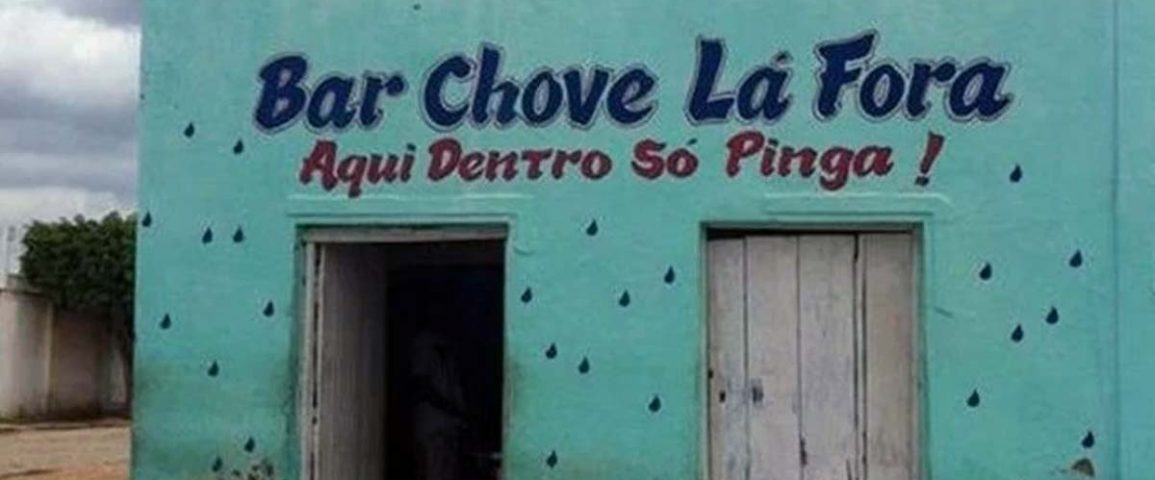 Bar Chove Lá Fora
Aqui Dentro Só Pinga !